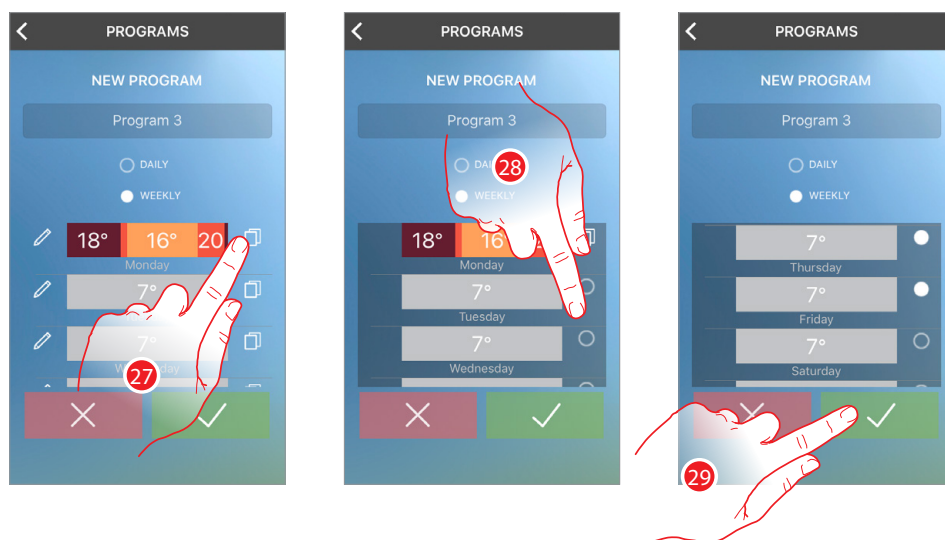 PROGRAMS
NEW PROGRAM
Program 3
DAILY
WEEKLY
18° 16° 20
Monday
7°
7°
27
PROGRAMS
NEW PROGRAM
Program 3
28
WEEKLY
18° 16
Monday
7°
Tuesday
7°
Wednesday
PROGRAMS
NEW PROGRAM
Program 3
DAILY
WEEKLY
7°
Thursday
7°
Friday
7°
Saturday
29